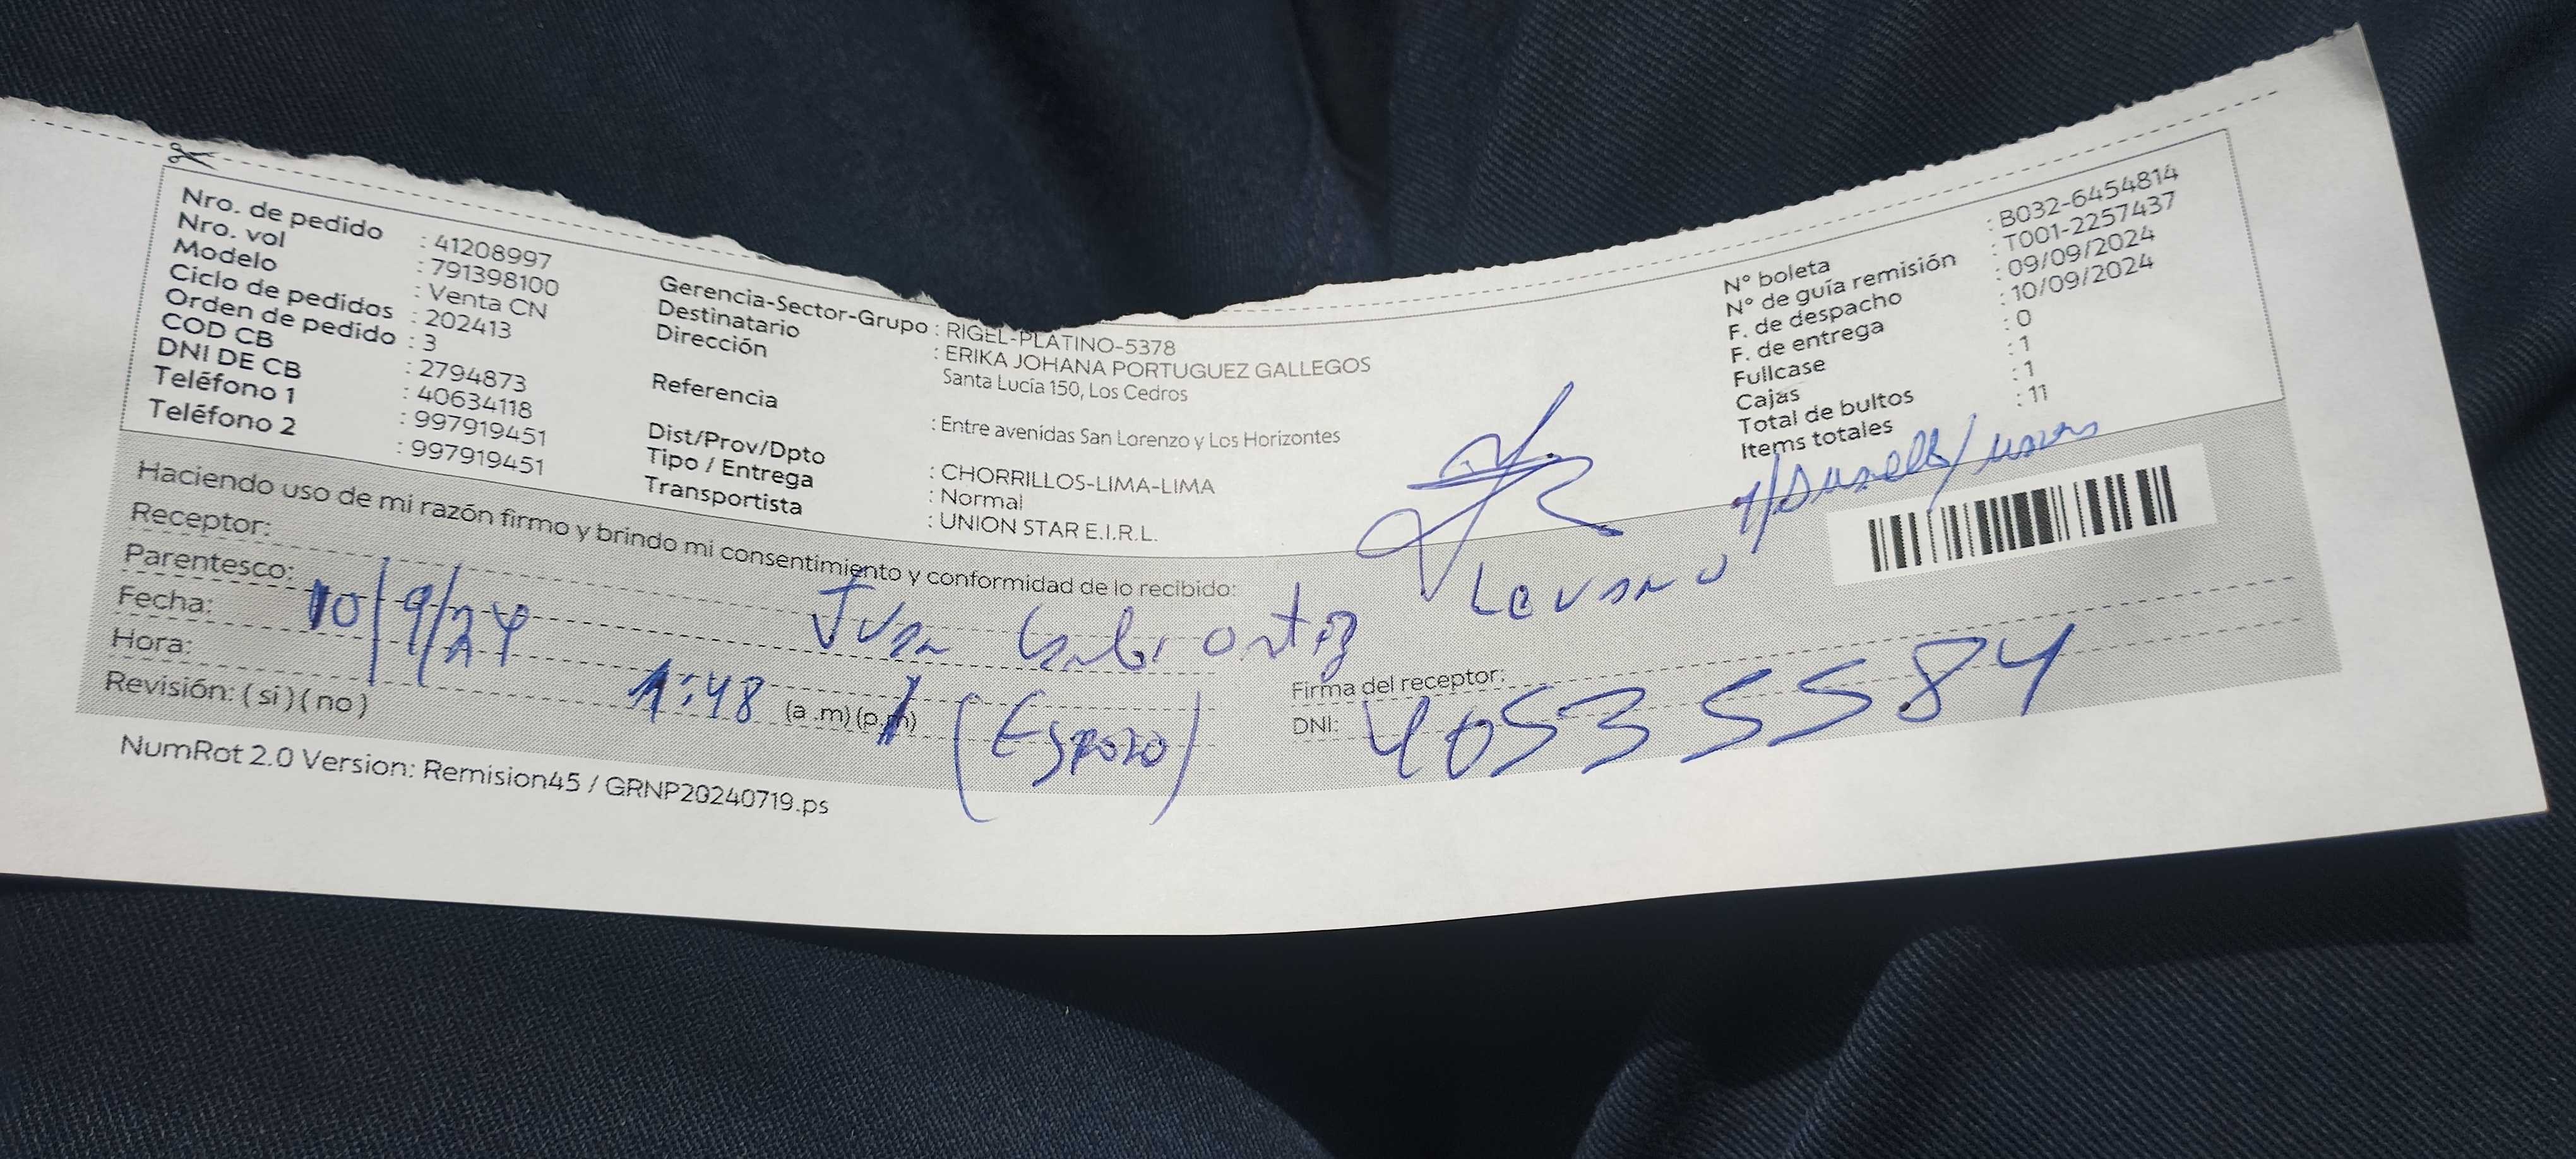 Nro. de pedido : 41208997
Nro. vol : 791398100
Modelo : Venta CN
Ciclo de pedidos : 202413
Orden de pedido : 3
COD CB : 2794873
DNI DE CB : 40634118
Teléfono 1 : 997919451
Teléfono 2 : 997919451
Gerencia-Sector-Grupo : RIGEL-PLATINO-5378
Destinatario : ERIKA JOHANA PORTUGUEZ GALLEGOS
Dirección Santa Lucía 150, Los Cedros
Referencia : Entre avenidas San Lorenzo y Los Horizontes
Dist/Prov/Dpto : CHORRILLOS-LIMA-LIMA
Tipo / Entrega : Normal
Transportista : UNION STAR E.I.R.L.
N° boleta : B032-6454814
N° de guía remisión : T001-2257437
F. de despacho : 09/09/2024
F. de entrega : 10/09/2024
Fullcase : 0
Cajas : 1
Total de bultos : 1
Items totales : 11
Haciendo uso de mi razón firmo y brindo mi consentimiento y conformidad de lo recibido:
Receptor: Juan Ortiz Levano
Parentesco: (Esposo)
Fecha: 10/9/24
Hora: 1:48 (a .m)(p.m)
Revisión: (si)(no)
Firma del receptor:
DNI: 40535584
NumRot 2.0 Version: Remision45 / GRNP20240719.ps